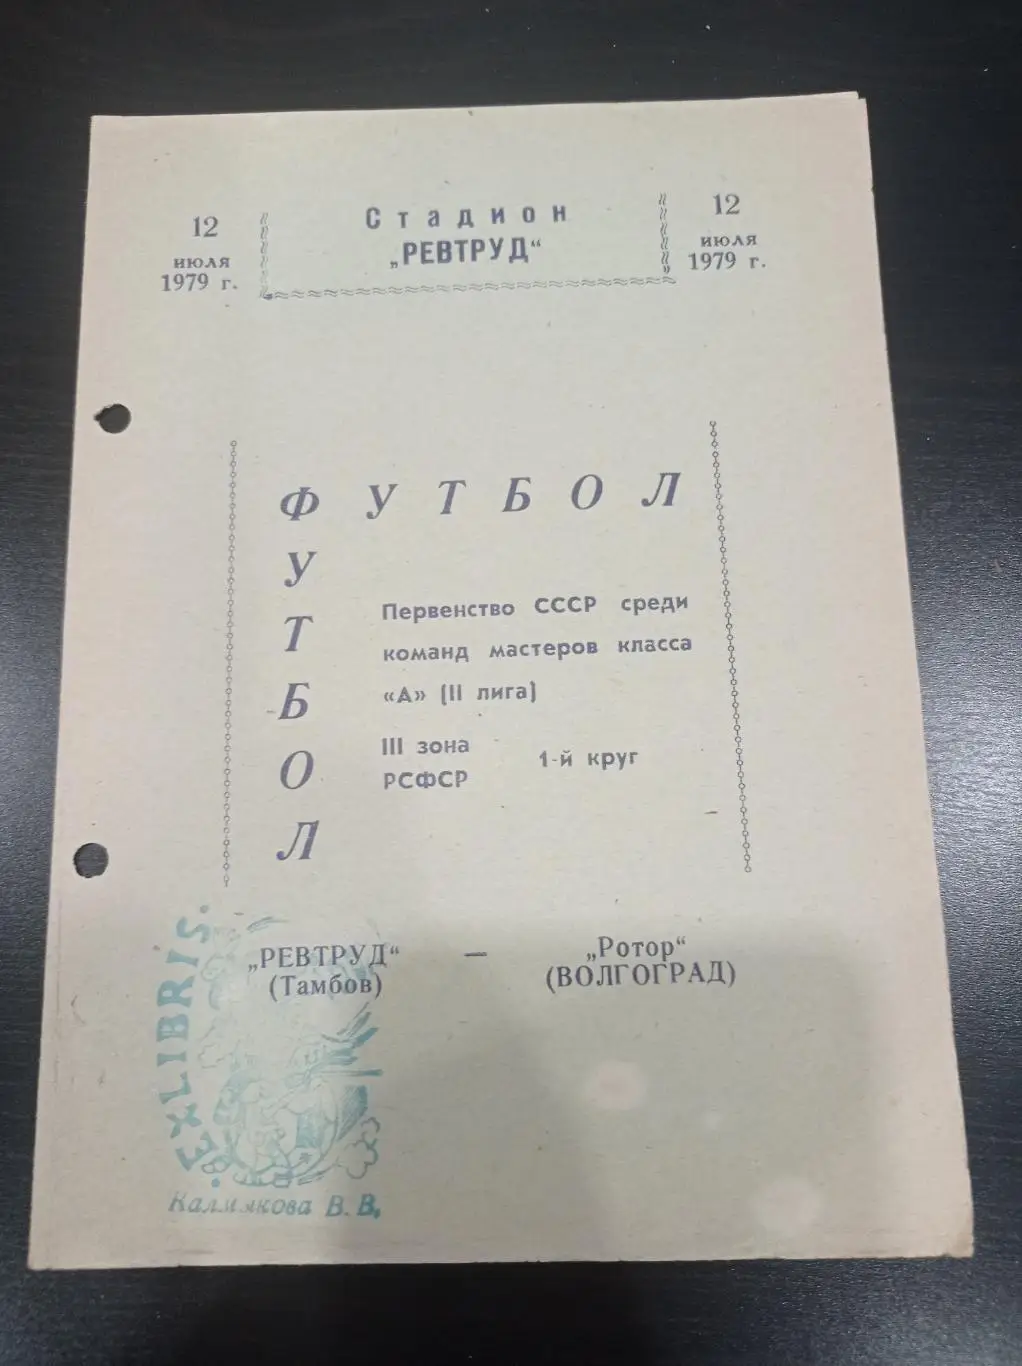 12
июля
1979 г.
Стадион
„РЕВТРУД“
12
июля
1979 г.
ФУТБОЛ
У
Т
Б
О
Л
Первенство СССР среди
команд мастеров класса
«А» (II лига)
III зона
РСФСР
1-й круг
„РЕВТРУД“ — „Ротор“
(Тамбов) (ВОЛГОГРАД)
EXLIBRIS.
Калмыкова В. В.